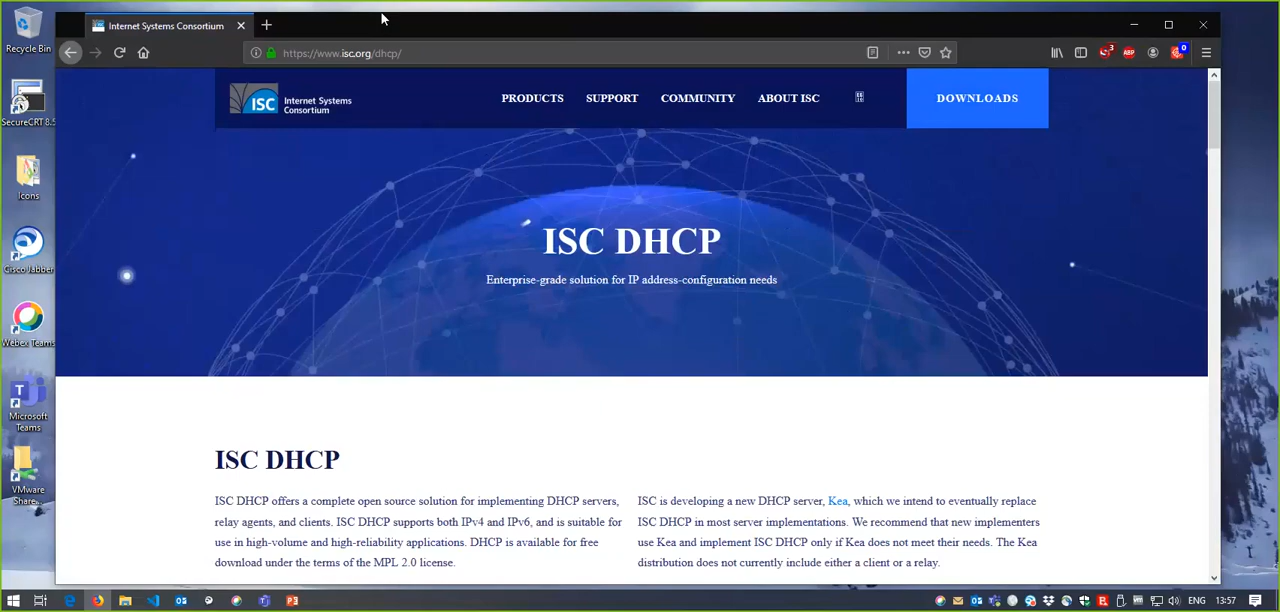 Recycle Bin
SecureCRT 8.5
Icons
Cisco Jabber
Webex Teams
Microsoft
Teams
VMware
Share...
Internet Systems Consortium
https://www.isc.org/dhcp/
3
ABP
0
ISC
Internet Systems
Consortium
PRODUCTS
SUPPORT
COMMUNITY
ABOUT ISC
DOWNLOADS
ISC DHCP
Enterprise-grade solution for IP address-configuration needs
ISC DHCP
ISC DHCP offers a complete open source solution for implementing DHCP servers,
relay agents, and clients. ISC DHCP supports both IPv4 and IPv6, and is suitable for
use in high-volume and high-reliability applications. DHCP is available for free
download under the terms of the MPL 2.0 license.
ISC is developing a new DHCP server, Kea, which we intend to eventually replace
ISC DHCP in most server implementations. We recommend that new implementers
use Kea and implement ISC DHCP only if Kea does not meet their needs. The Kea
distribution does not currently include either a client or a relay.
ENG
13:57